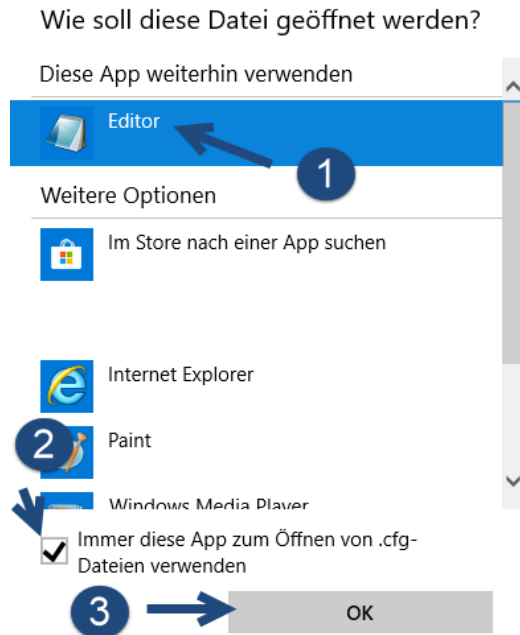 Wie soll diese Datei geöffnet werden?
Diese App weiterhin verwenden
Editor
1
Weitere Optionen
Im Store nach einer App suchen
Internet Explorer
2
Paint
Windows Media Player
Immer diese App zum Öffnen von .cfg-
Dateien verwenden
3
OK